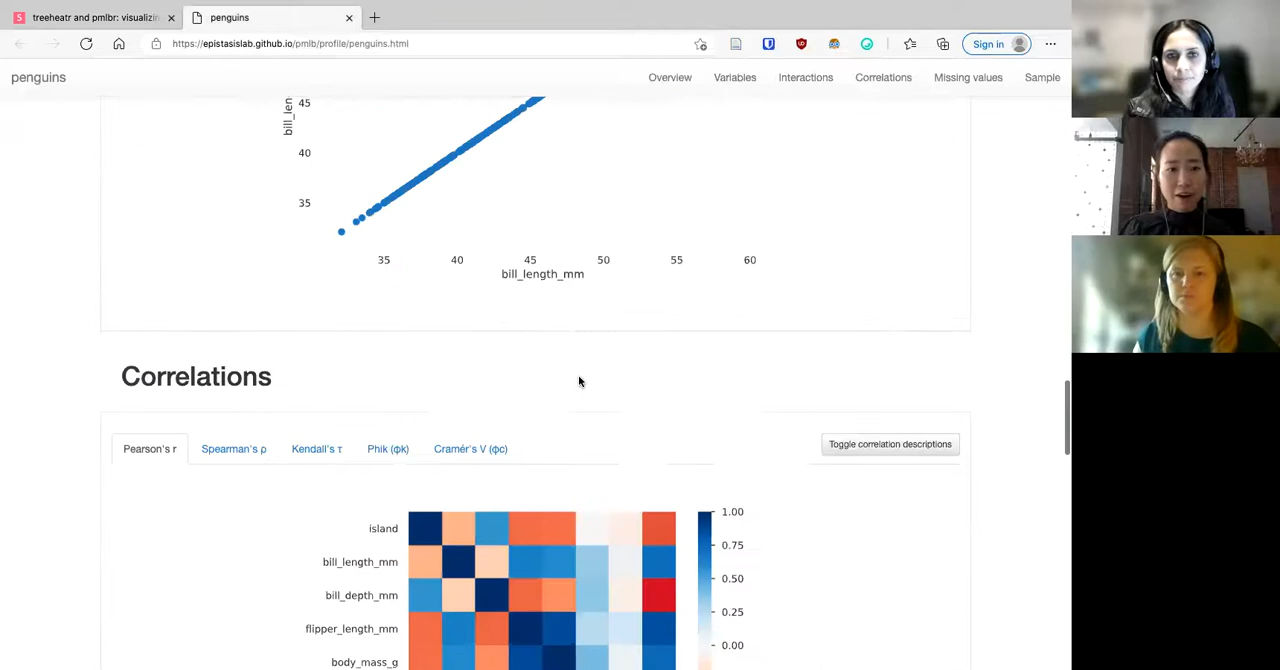 treeheatr and pmlbr: visualizin
penguins
https://epistasislab.github.io/pmlb/profile/penguins.html
Sign in
penguins
Overview
Variables
Interactions
Correlations
Missing values
Sample
bill_len
45
40
35
35
40
45
50
55
60
bill_length_mm
Correlations
Pearson's r
Spearman's ρ
Kendall's τ
Phik (φk)
Cramér's V (φc)
Toggle correlation descriptions
island
bill_length_mm
bill_depth_mm
flipper_length_mm
body_mass_g
1.00
0.75
0.50
0.25
0.00